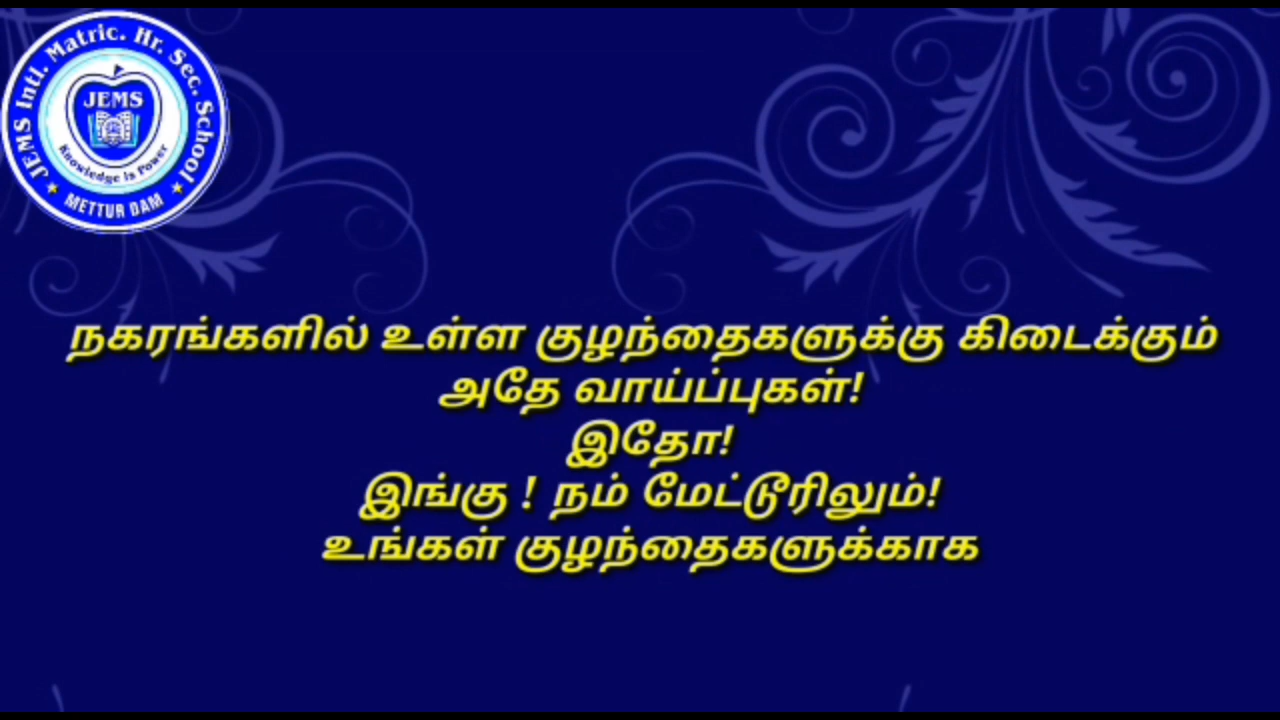 JEMS Intl. Matric. Hr. Sec. School
JEMS
Knowledge is Power
METTUR DAM
நகரங்களில் உள்ள குழந்தைகளுக்கு கிடைக்கும்
அதே வாய்ப்புகள்!
இதோ!
இங்கு ! நம் மேட்டூரிலும்!
உங்கள் குழந்தைகளுக்காக